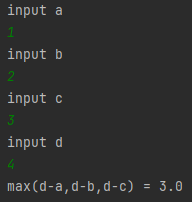 input a
1
input b
2
input c
3
input d
4
max(d-a,d-b,d-c) = 3.0